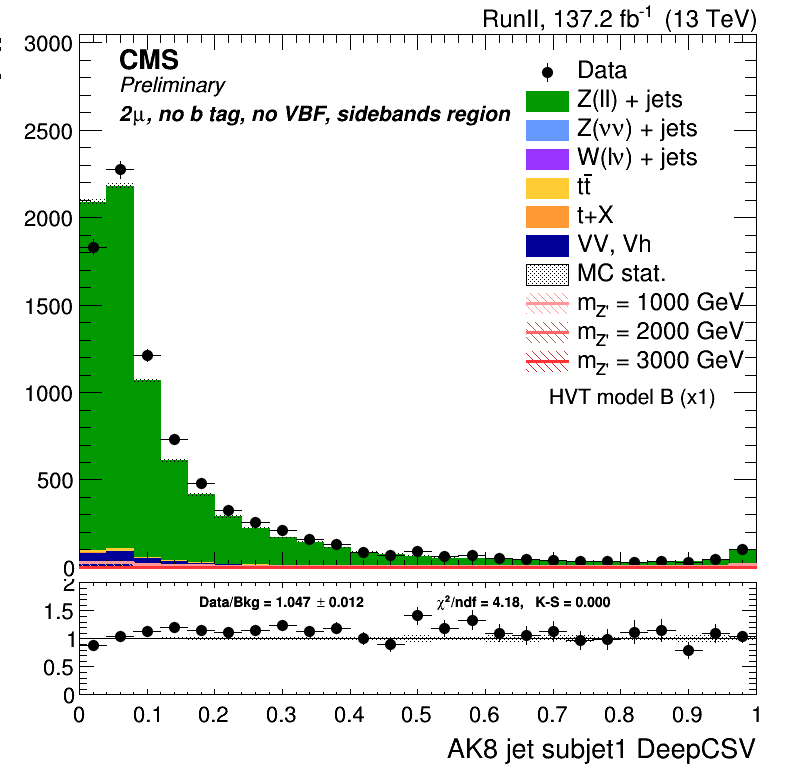 RunII, 137.2 fb⁻¹ (13 TeV)
CMS
Preliminary
2μ, no b tag, no VBF, sidebands region
Data
Z(ll) + jets
Z(νν) + jets
W(lν) + jets
tt̄
t+X
VV, Vh
MC stat.
m_Z' = 1000 GeV
m_Z' = 2000 GeV
m_Z' = 3000 GeV
HVT model B (x1)
3000
2500
2000
1500
1000
500
0
Data/Bkg = 1.047 ± 0.012 χ²/ndf = 4.18, K-S = 0.000
2
1.5
1
0.5
0
0 0.1 0.2 0.3 0.4 0.5 0.6 0.7 0.8 0.9 1
AK8 jet subjet1 DeepCSV